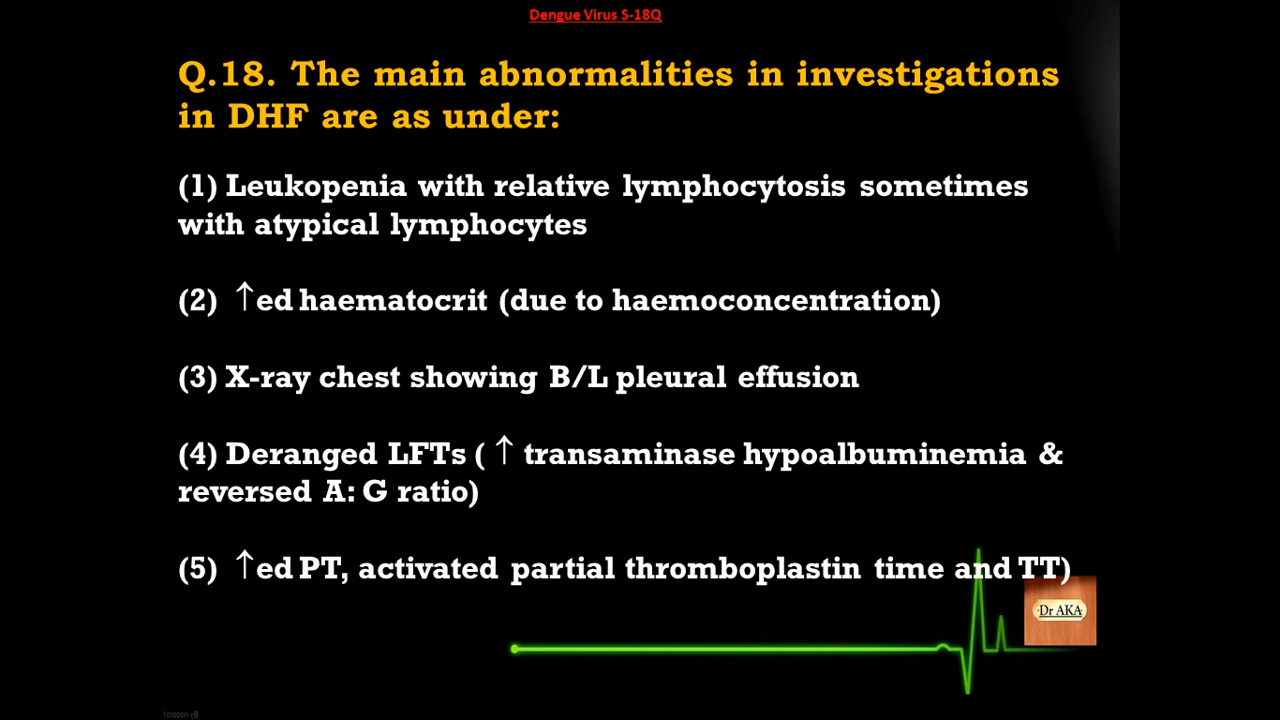 Dengue Virus S-18Q
Q.18. The main abnormalities in investigations
in DHF are as under:
(1) Leukopenia with relative lymphocytosis sometimes
with atypical lymphocytes
(2) ↑ed haematocrit (due to haemoconcentration)
(3) X-ray chest showing B/L pleural effusion
(4) Deranged LFTs ( ↑ transaminase hypoalbuminemia &
reversed A: G ratio)
(5) ↑ed PT, activated partial thromboplastin time and TT)
Dr AKA